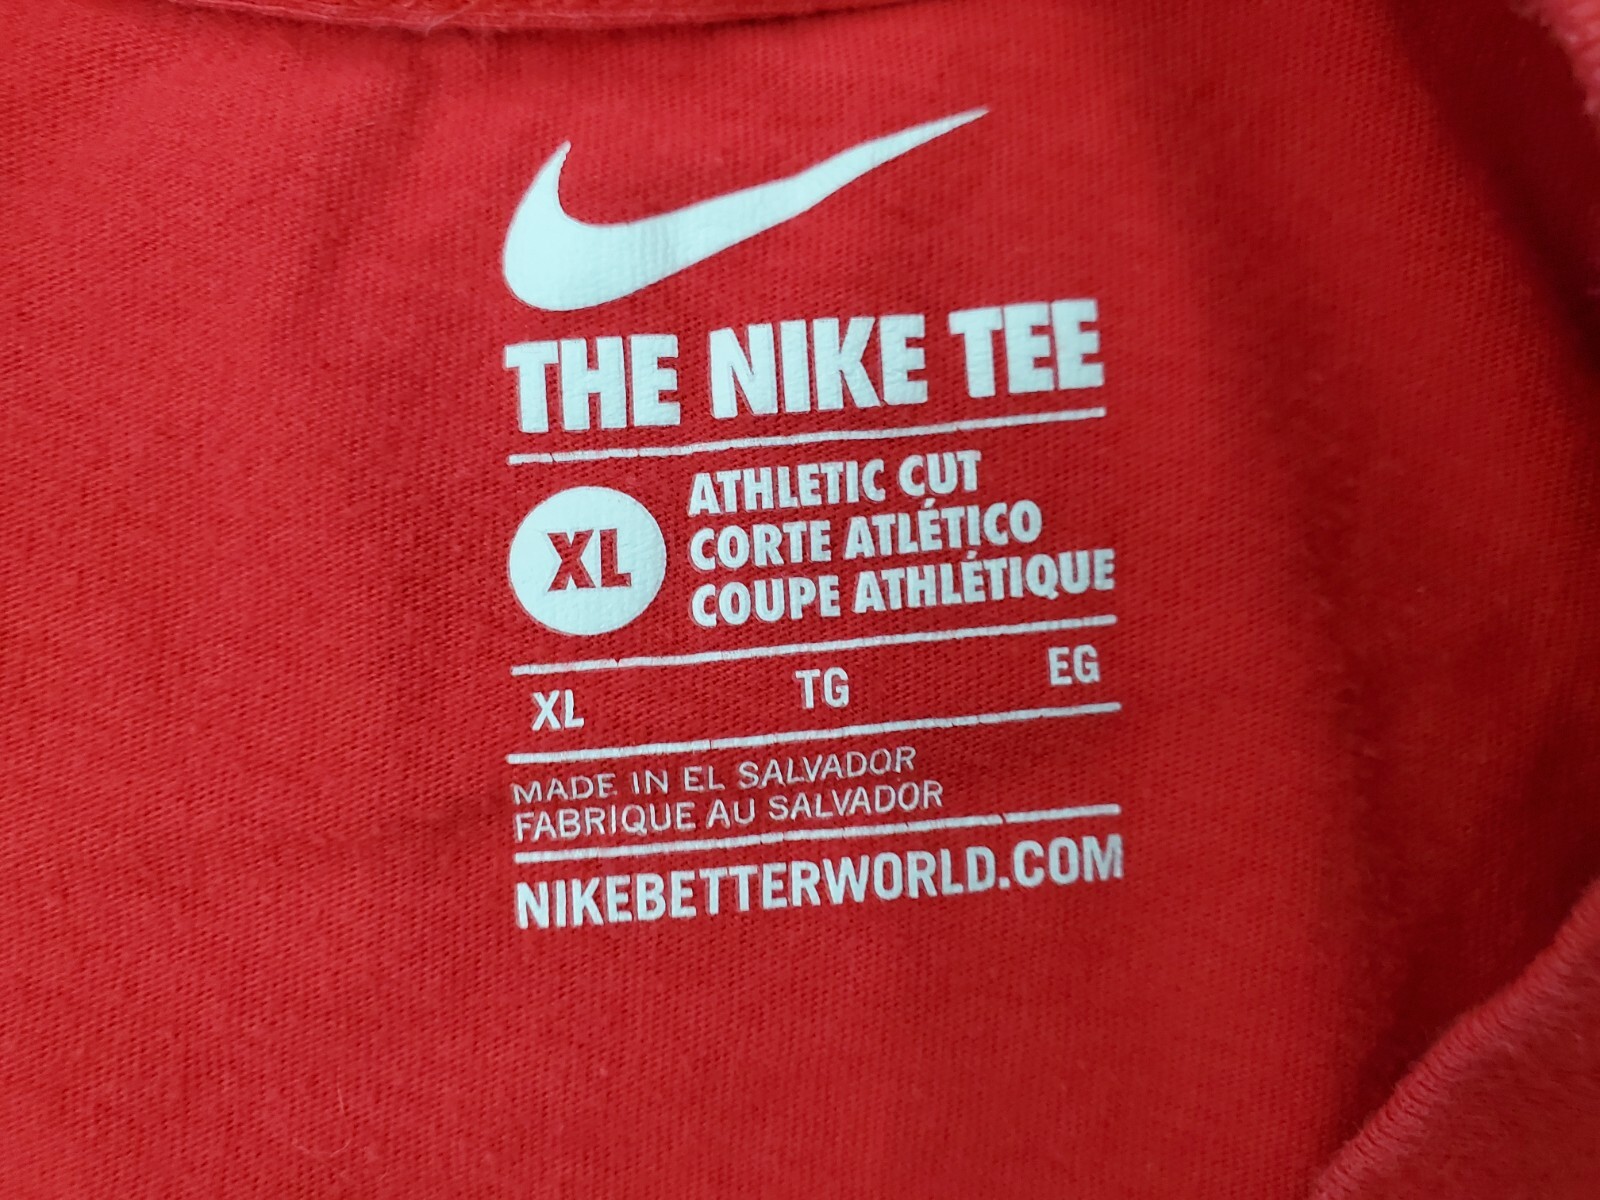 THE NIKE TEE
XL
ATHLETIC CUT
CORTE ATLÉTICO
COUPE ATHLÉTIQUE
XL TG EG
MADE IN EL SALVADOR
FABRIQUE AU SALVADOR
NIKEBETTERWORLD.COM